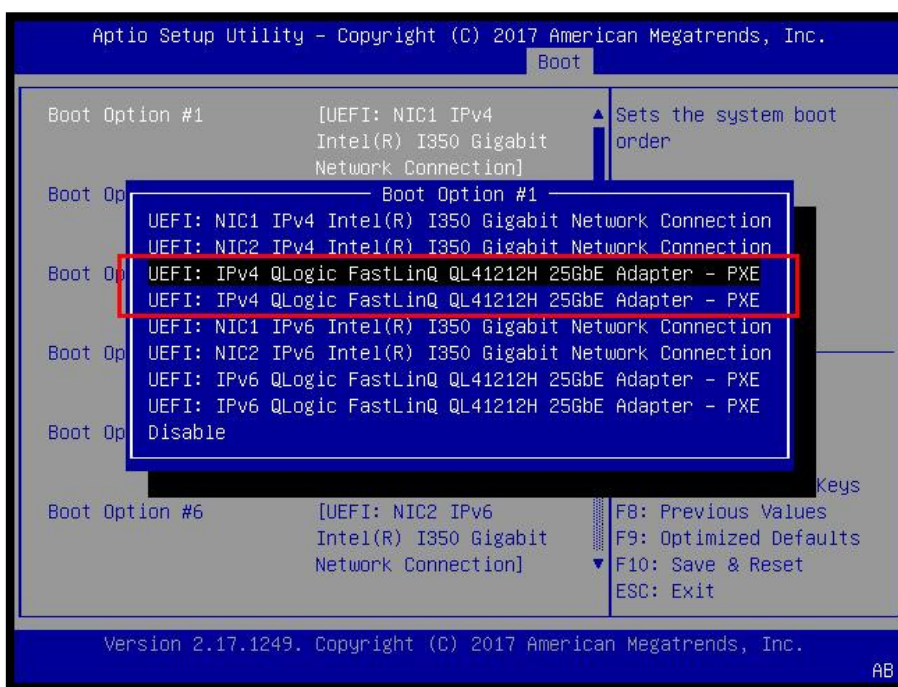 Aptio Setup Utility – Copyright (C) 2017 American Megatrends, Inc.
Boot
Boot Option #1 [UEFI: NIC1 IPv4
Intel(R) I350 Gigabit
Network Connection]
Sets the system boot
order
Boot Op
Boot Option #1
UEFI: NIC1 IPv4 Intel(R) I350 Gigabit Network Connection
UEFI: NIC2 IPv4 Intel(R) I350 Gigabit Network Connection
Boot Op
UEFI: IPv4 QLogic FastLinQ QL41212H 25GbE Adapter – PXE
UEFI: IPv4 QLogic FastLinQ QL41212H 25GbE Adapter – PXE
UEFI: NIC1 IPv6 Intel(R) I350 Gigabit Network Connection
Boot Op
UEFI: NIC2 IPv6 Intel(R) I350 Gigabit Network Connection
UEFI: IPv6 QLogic FastLinQ QL41212H 25GbE Adapter – PXE
UEFI: IPv6 QLogic FastLinQ QL41212H 25GbE Adapter – PXE
Boot Op
Disable
Keys
Boot Option #6 [UEFI: NIC2 IPv6
Intel(R) I350 Gigabit
Network Connection]
F8: Previous Values
F9: Optimized Defaults
F10: Save & Reset
ESC: Exit
Version 2.17.1249. Copyright (C) 2017 American Megatrends, Inc.
AB